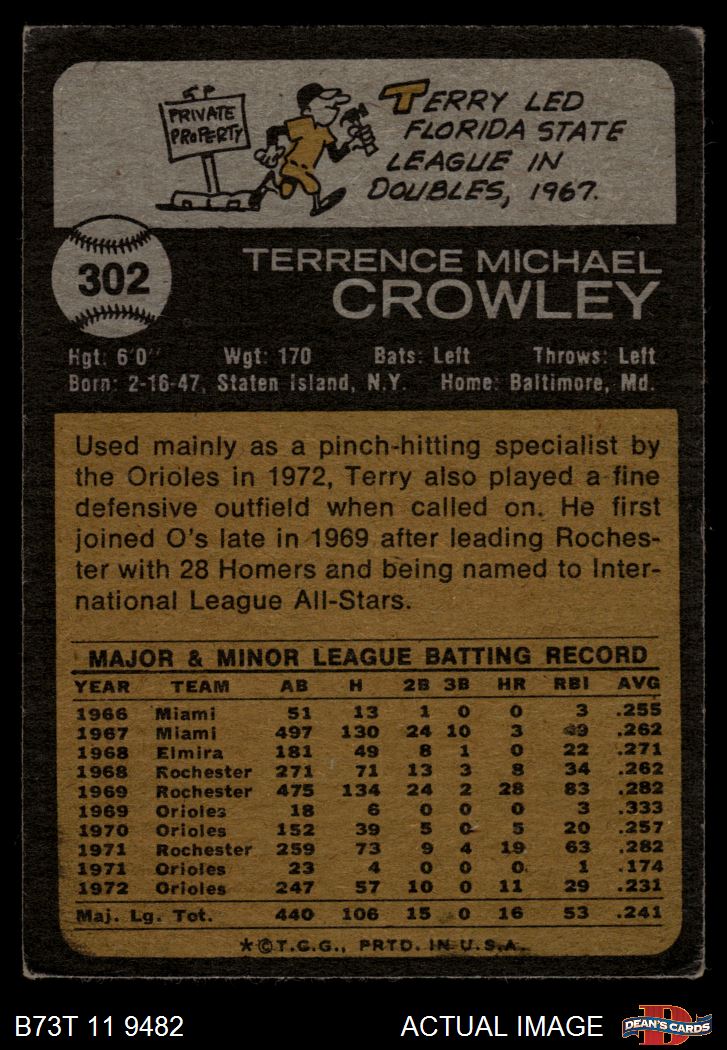 PRIVATE
PROPERTY
TERRY LED
FLORIDA STATE
LEAGUE IN
DOUBLES, 1967.
302
TERRENCE MICHAEL
CROWLEY
Hgt: 6'0" Wgt: 170 Bats: Left Throws: Left
Born: 2-16-47, Staten Island, N.Y. Home: Baltimore, Md.
Used mainly as a pinch-hitting specialist by
the Orioles in 1972, Terry also played a fine
defensive outfield when called on. He first
joined O's late in 1969 after leading Roches-
ter with 28 Homers and being named to Inter-
national League All-Stars.
MAJOR & MINOR LEAGUE BATTING RECORD
YEAR TEAM AB H 2B 3B HR RBI AVG
1966 Miami 51 13 1 0 0 3 .255
1967 Miami 497 130 24 10 3 49 .262
1968 Elmira 181 49 8 1 0 22 .271
1968 Rochester 271 71 13 3 8 34 .262
1969 Rochester 475 134 24 2 28 83 .282
1969 Orioles 18 6 0 0 0 3 .333
1970 Orioles 152 39 5 0 5 20 .257
1971 Rochester 259 73 9 4 19 63 .282
1971 Orioles 23 4 0 0 0 1 .174
1972 Orioles 247 57 10 0 11 29 .231
Maj. Lg. Tot. 440 106 15 0 16 53 .241
*©T.C.G., PRTD. IN U.S.A.
B73T 11 9482 ACTUAL IMAGE
D
DEAN'S CARDS